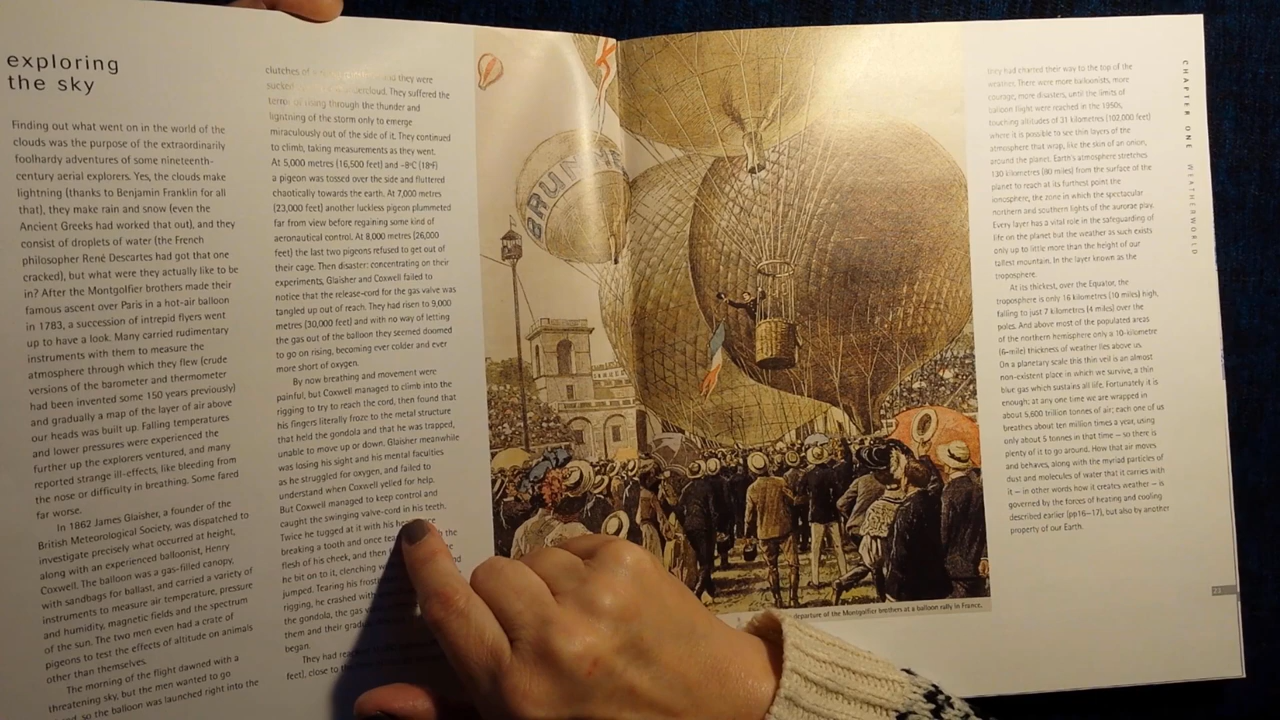 exploring
the sky
Finding out what went on in the world of the
clouds was the purpose of the extraordinarily
foolhardy adventures of some nineteenth-
century aerial explorers. Yes, the clouds make
lightning (thanks to Benjamin Franklin for all
that), they make rain and snow (even the
Ancient Greeks had worked that out), and they
consist of droplets of water (the French
philosopher René Descartes had got that one
cracked), but what were they actually like to be
in? After the Montgolfier brothers made their
famous ascent over Paris in a hot-air balloon
in 1783, a succession of intrepid flyers went
up to have a look. Many carried rudimentary
instruments with them to measure the
atmosphere through which they flew (crude
versions of the barometer and thermometer
had been invented some 150 years previously)
and gradually a map of the layer of air above
our heads was built up. Falling temperatures
and lower pressures were experienced the
further up the explorers ventured, and many
reported strange ill-effects, like bleeding from
the nose or difficulty in breathing. Some fared
far worse.
In 1862 James Glaisher, a founder of the
British Meteorological Society, was dispatched to
investigate precisely what occurred at height,
along with an experienced balloonist, Henry
Coxwell. The balloon was a gas-filled canopy,
with sandbags for ballast, and carried a variety of
instruments to measure air temperature, pressure
and humidity, magnetic fields and the spectrum
of the sun. The two men even had a crate of
pigeons to test the effects of altitude on animals
other than themselves.
The morning of the flight dawned with a
threatening sky, but the men wanted to go
so the balloon was launched right into the
clutches of and they were
sucked They suffered the
terror of rising through the thunder and
lightning of the storm only to emerge
miraculously out of the side of it. They continued
to climb, taking measurements as they went.
At 5,000 metres (16,500 feet) and -8°C (18°F)
a pigeon was tossed over the side and fluttered
chaotically towards the earth. At 7,000 metres
(23,000 feet) another luckless pigeon plummeted
far from view before regaining some kind of
aeronautical control. At 8,000 metres (26,000
feet) the last two pigeons refused to get out of
their cage. Then disaster: concentrating on their
experiments, Glaisher and Coxwell failed to
notice that the release-cord for the gas valve was
tangled up out of reach. They had risen to 9,000
metres (30,000 feet) and with no way of letting
the gas out of the balloon they seemed doomed
to go on rising, becoming ever colder and ever
more short of oxygen.
By now breathing and movement were
painful, but Coxwell managed to climb into the
rigging to try to reach the cord, then found that
his fingers literally froze to the metal structure
that held the gondola and that he was trapped,
unable to move up or down. Glaisher meanwhile
was losing his sight and his mental faculties
as he struggled for oxygen, and failed to
understand when Coxwell yelled for help.
But Coxwell managed to keep control and
caught the swinging valve-cord in his teeth.
Twice he tugged at it with his
breaking a tooth and once the
flesh of his cheek, and then
he bit on to it, clenching
jumped. Tearing his
rigging, he crashed
the gondola, the gas
them and their
began.
They had
feet), close to
BRUN
departure of the Montgolfier brothers at a balloon rally in France.
they had charted their way to the top of the
weather. There were more balloonists, more
courage, more disasters, until the limits of
balloon flight were reached in the 1950s,
touching altitudes of 31 kilometres (102,000 feet)
where it is possible to see thin layers of the
atmosphere that wrap, like the skin of an onion,
around the planet. Earth's atmosphere stretches
130 kilometres (80 miles) from the surface of the
planet to reach at its furthest point the
ionosphere, the zone in which the spectacular
northern and southern lights of the aurorae play.
Every layer has a vital role in the safeguarding of
life on the planet but the weather as such exists
only up to little more than the height of our
tallest mountain. In the layer known as the
troposphere.
At its thickest, over the Equator, the
troposphere is only 16 kilometres (10 miles) high,
falling to just 7 kilometres (4 miles) over the
poles. And above most of the populated areas
of the northern hemisphere only a 10-kilometre
(6-mile) thickness of weather lies above us.
On a planetary scale this thin veil is an almost
non-existent place in which we survive, a thin
blue gas which sustains all life. Fortunately it is
enough; at any one time we are wrapped in
about 5,600 trillion tonnes of air; each one of us
breathes about ten million times a year, using
only about 5 tonnes in that time – so there is
plenty of it to go around. How that air moves
and behaves, along with the myriad particles of
dust and molecules of water that it carries with
it – in other words how it creates weather – is
governed by the forces of heating and cooling
described earlier (pp16–17), but also by another
property of our Earth.
CHAPTER ONE WEATHERWORLD